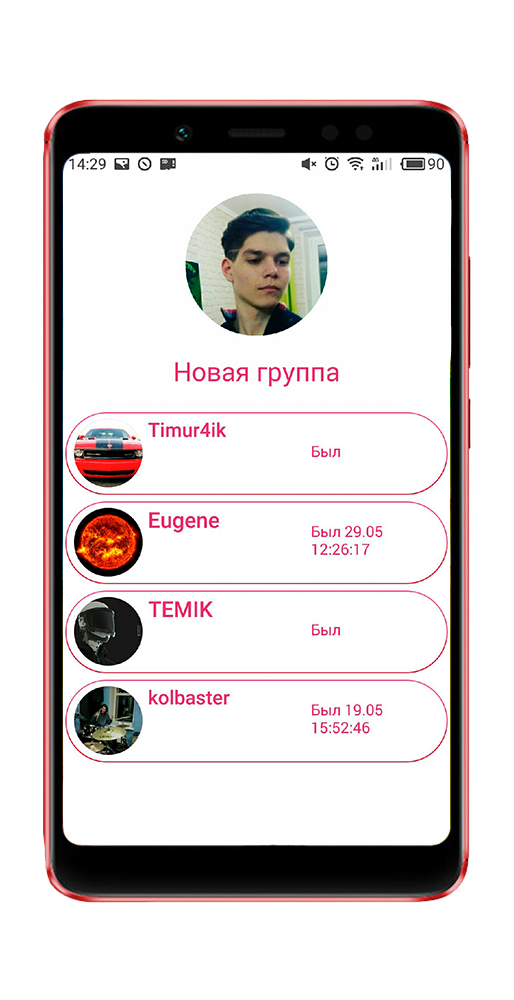 14:29 4G 90
Новая группа
Timur4ik
Был
Eugene
Был 29.05
12:26:17
TEMIK
Был
kolbaster
Был 19.05
15:52:46